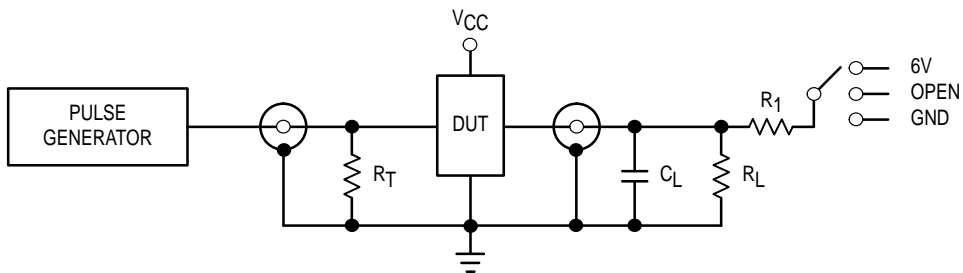 VCC
PULSE
GENERATOR
DUT
RT
CL
RL
R1
6V
OPEN
GND